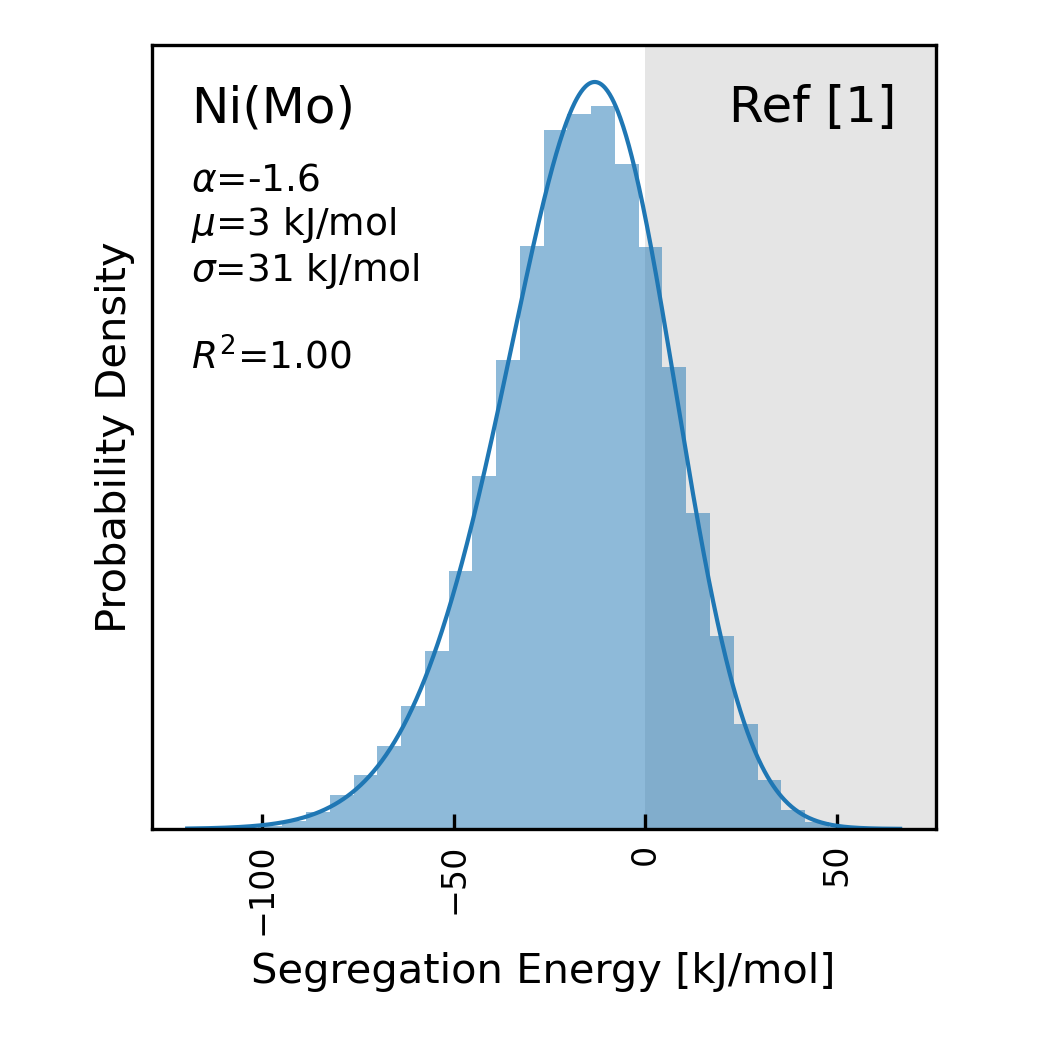 Ni(Mo)
Ref [1]
α=-1.6
μ=3 kJ/mol
σ=31 kJ/mol
R²=1.00
Probability Density
−100
−50
0
50
Segregation Energy [kJ/mol]